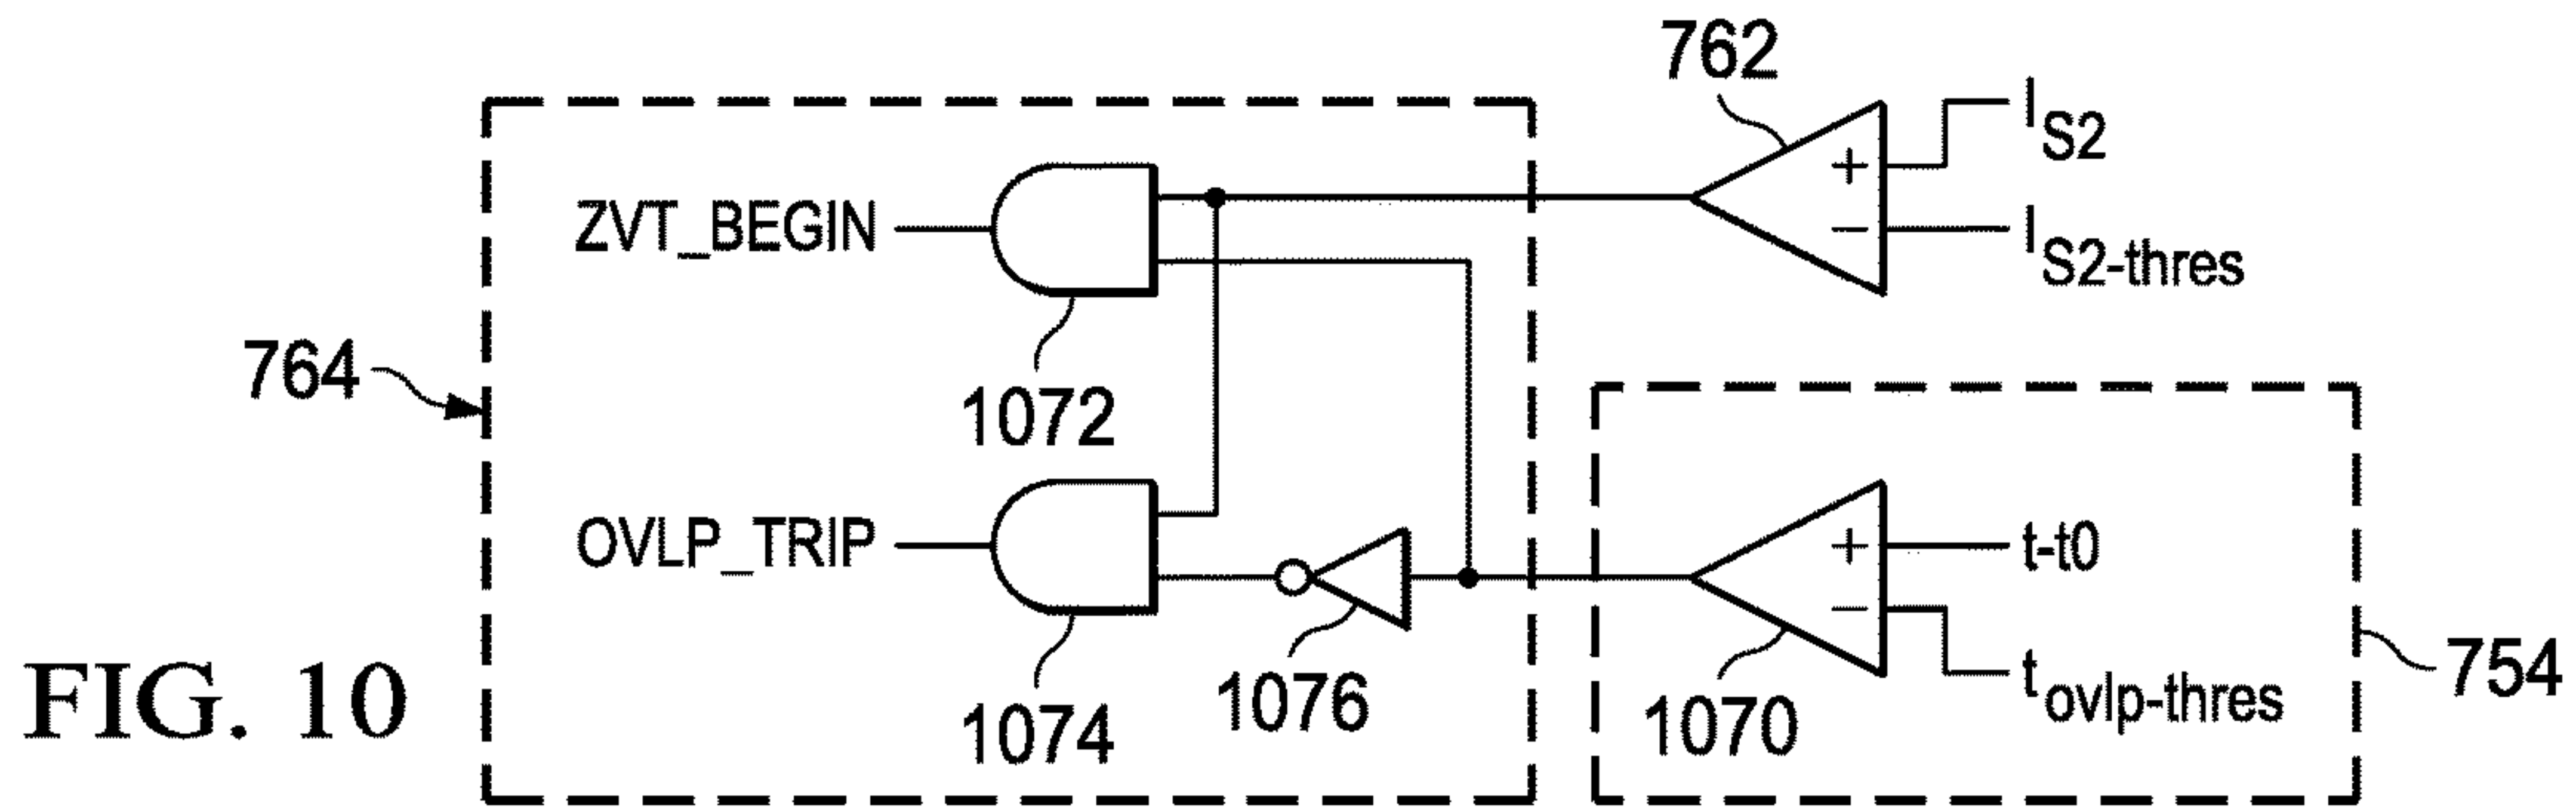 762
I S2
+
ZVT_BEGIN
−
I S2-thres
764
1072
OVLP_TRIP
+
t-t0
−
t ovlp-thres
754
1076
1070
1074
FIG. 10